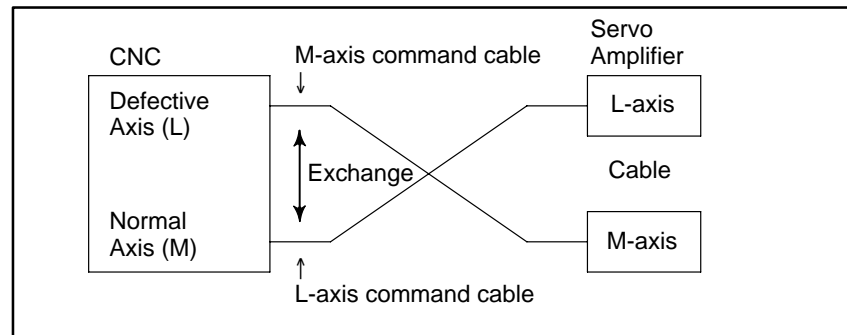 CNC
M-axis command cable
Servo
Amplifier
Defective
Axis (L)
L-axis
Exchange
Cable
Normal
Axis (M)
M-axis
L-axis command cable